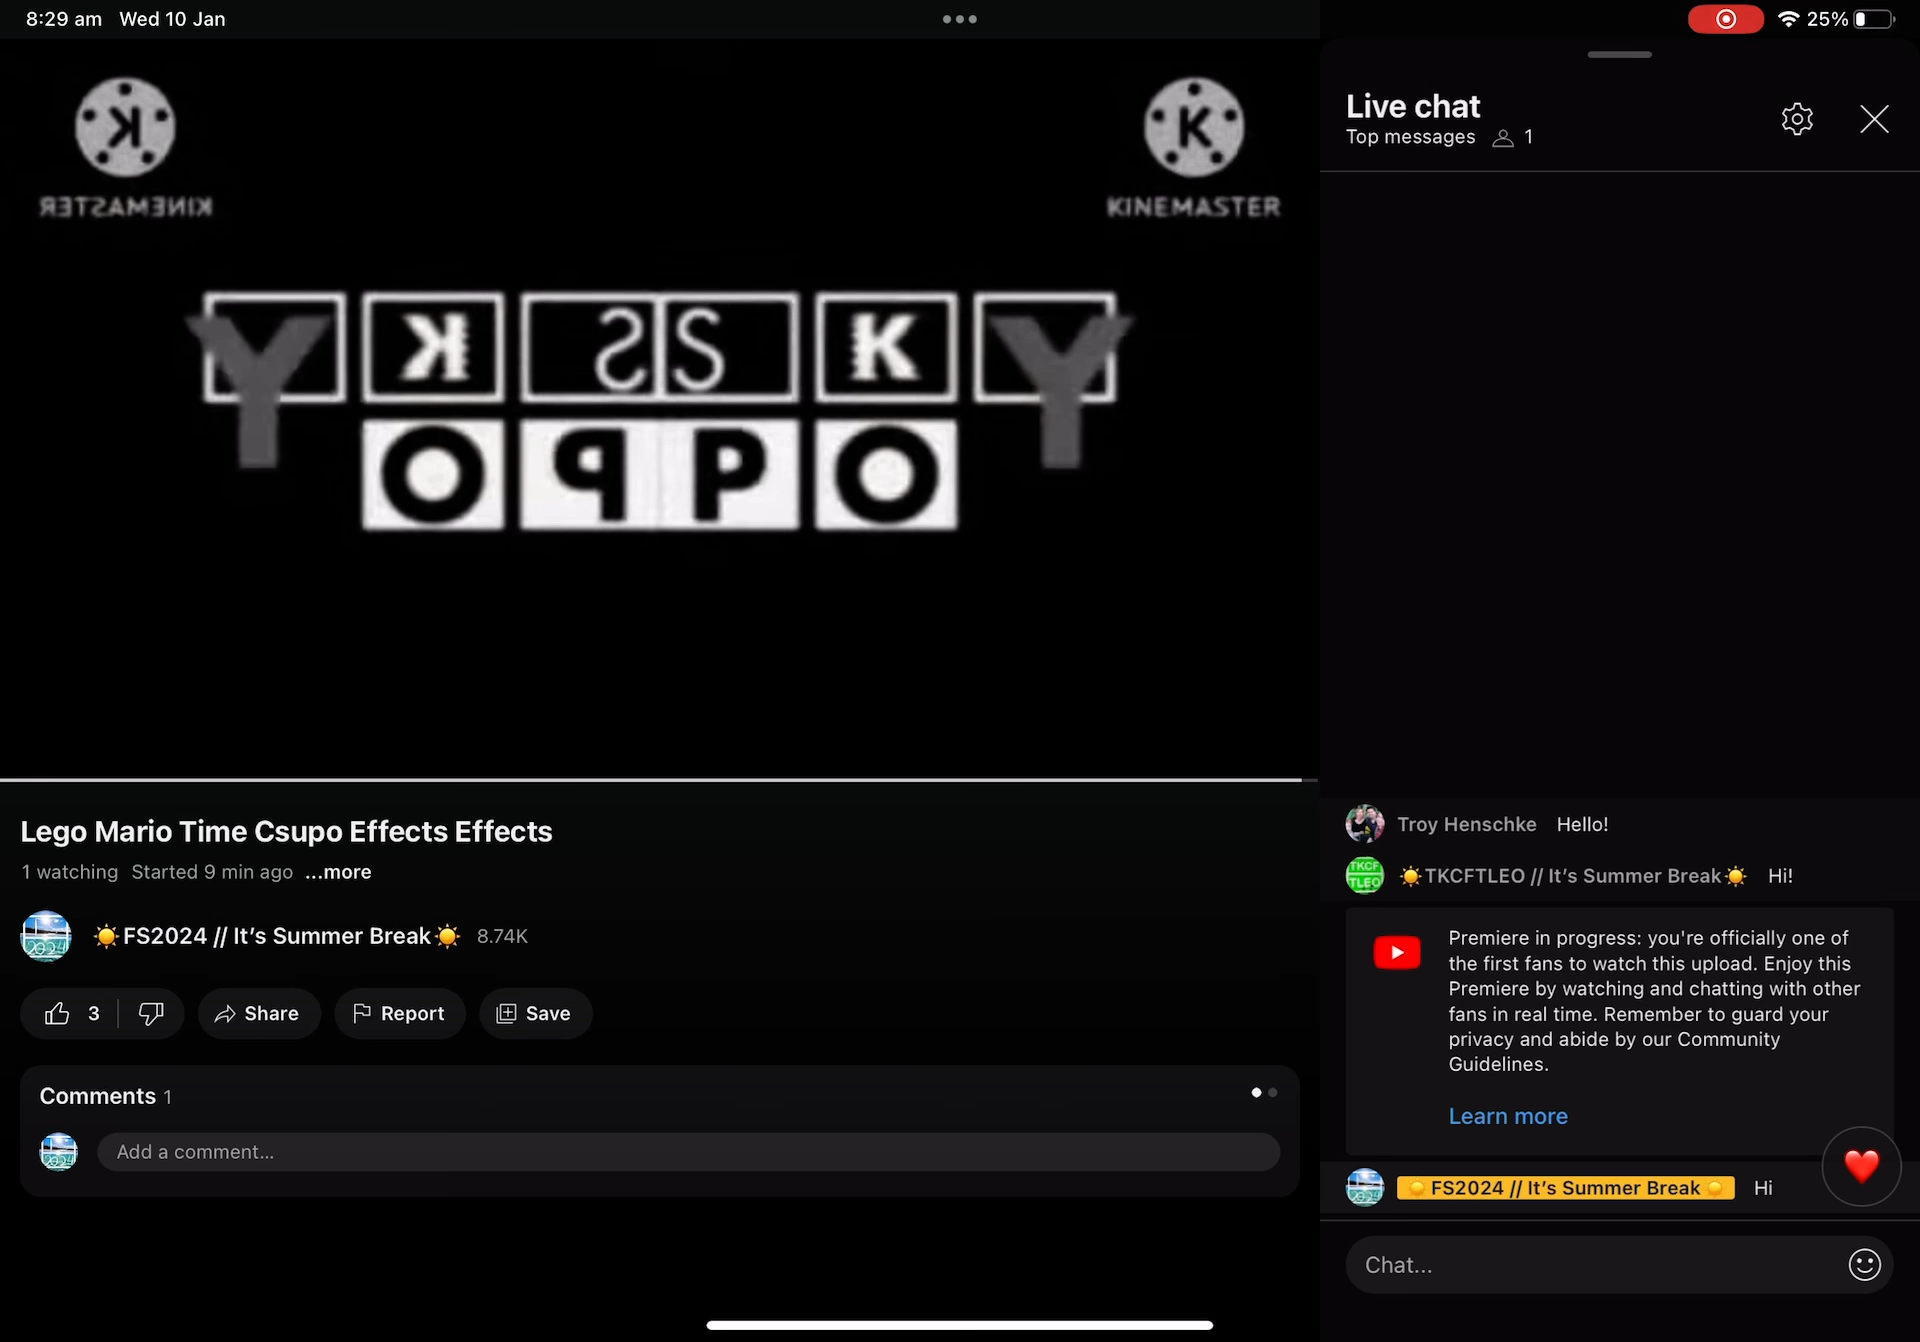 8:29 am Wed 10 Jan
25%
K
KINEMASTER
K
KINEMASTER
Y K S S K Y
O P P O
Lego Mario Time Csupo Effects Effects
1 watching Started 9 min ago ...more
☀️FS2024 // It’s Summer Break☀️ 8.74K
3
Share
Report
Save
Comments 1
Add a comment...
Live chat
Top messages 1
Troy Henschke Hello!
TKCF
TLEO
☀️TKCFTLEO // It’s Summer Break☀️ Hi!
Premiere in progress: you're officially one of
the first fans to watch this upload. Enjoy this
Premiere by watching and chatting with other
fans in real time. Remember to guard your
privacy and abide by our Community
Guidelines.
Learn more
☀️FS2024 // It’s Summer Break☀️ Hi
Chat...